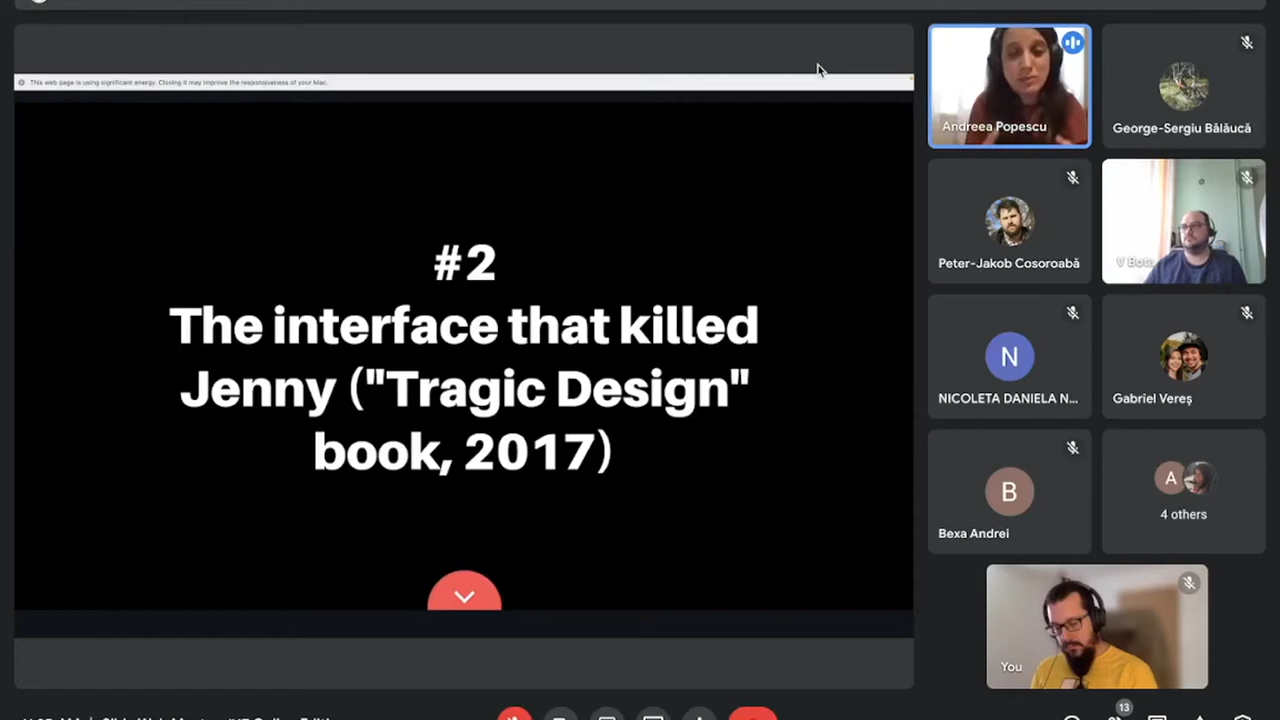 This web page is using significant energy. Closing it may improve the responsiveness of your Mac.
#2
The interface that killed
Jenny ("Tragic Design"
book, 2017)
Andreea Popescu
George-Sergiu Bălăucă
Peter-Jakob Cosoroabă
V Bota
N
NICOLETA DANIELA N...
Gabriel Vereș
B
Bexa Andrei
A
4 others
You
13